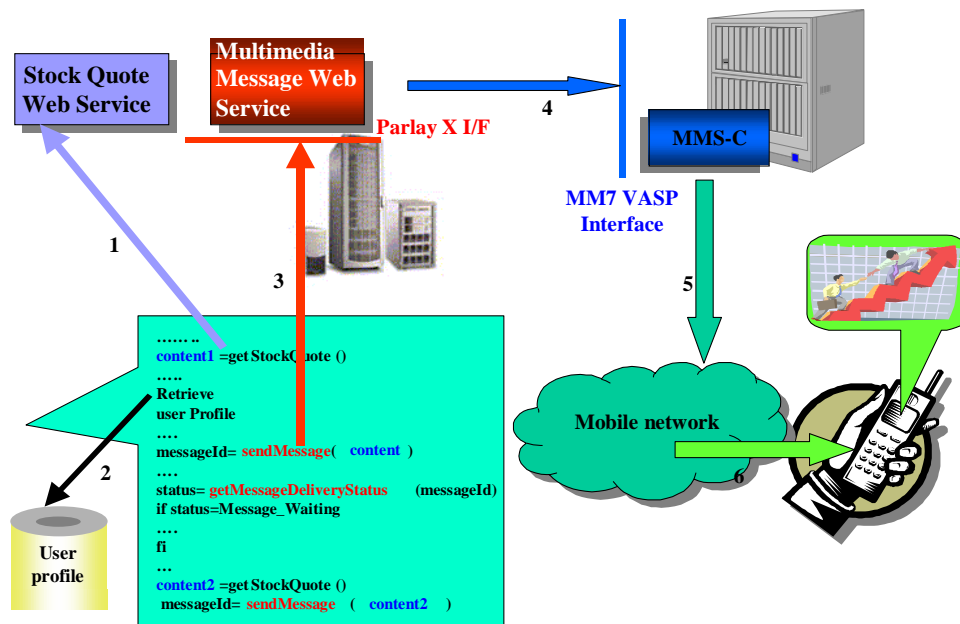 Stock Quote
Web Service
Multimedia
Message Web
Service
Parlay X I/F
4
MMS-C
MM7 VASP
Interface
1
3
5
…… ..
content1 =getStockQuote ()
…..
Retrieve
user Profile
….
messageId= sendMessage( content )
….
status= getMessageDeliveryStatus (messageId)
if status=Message_Waiting
….
fi
…
content2 =getStockQuote ()
messageId= sendMessage ( content2 )
2
User
profile
Mobile network
6